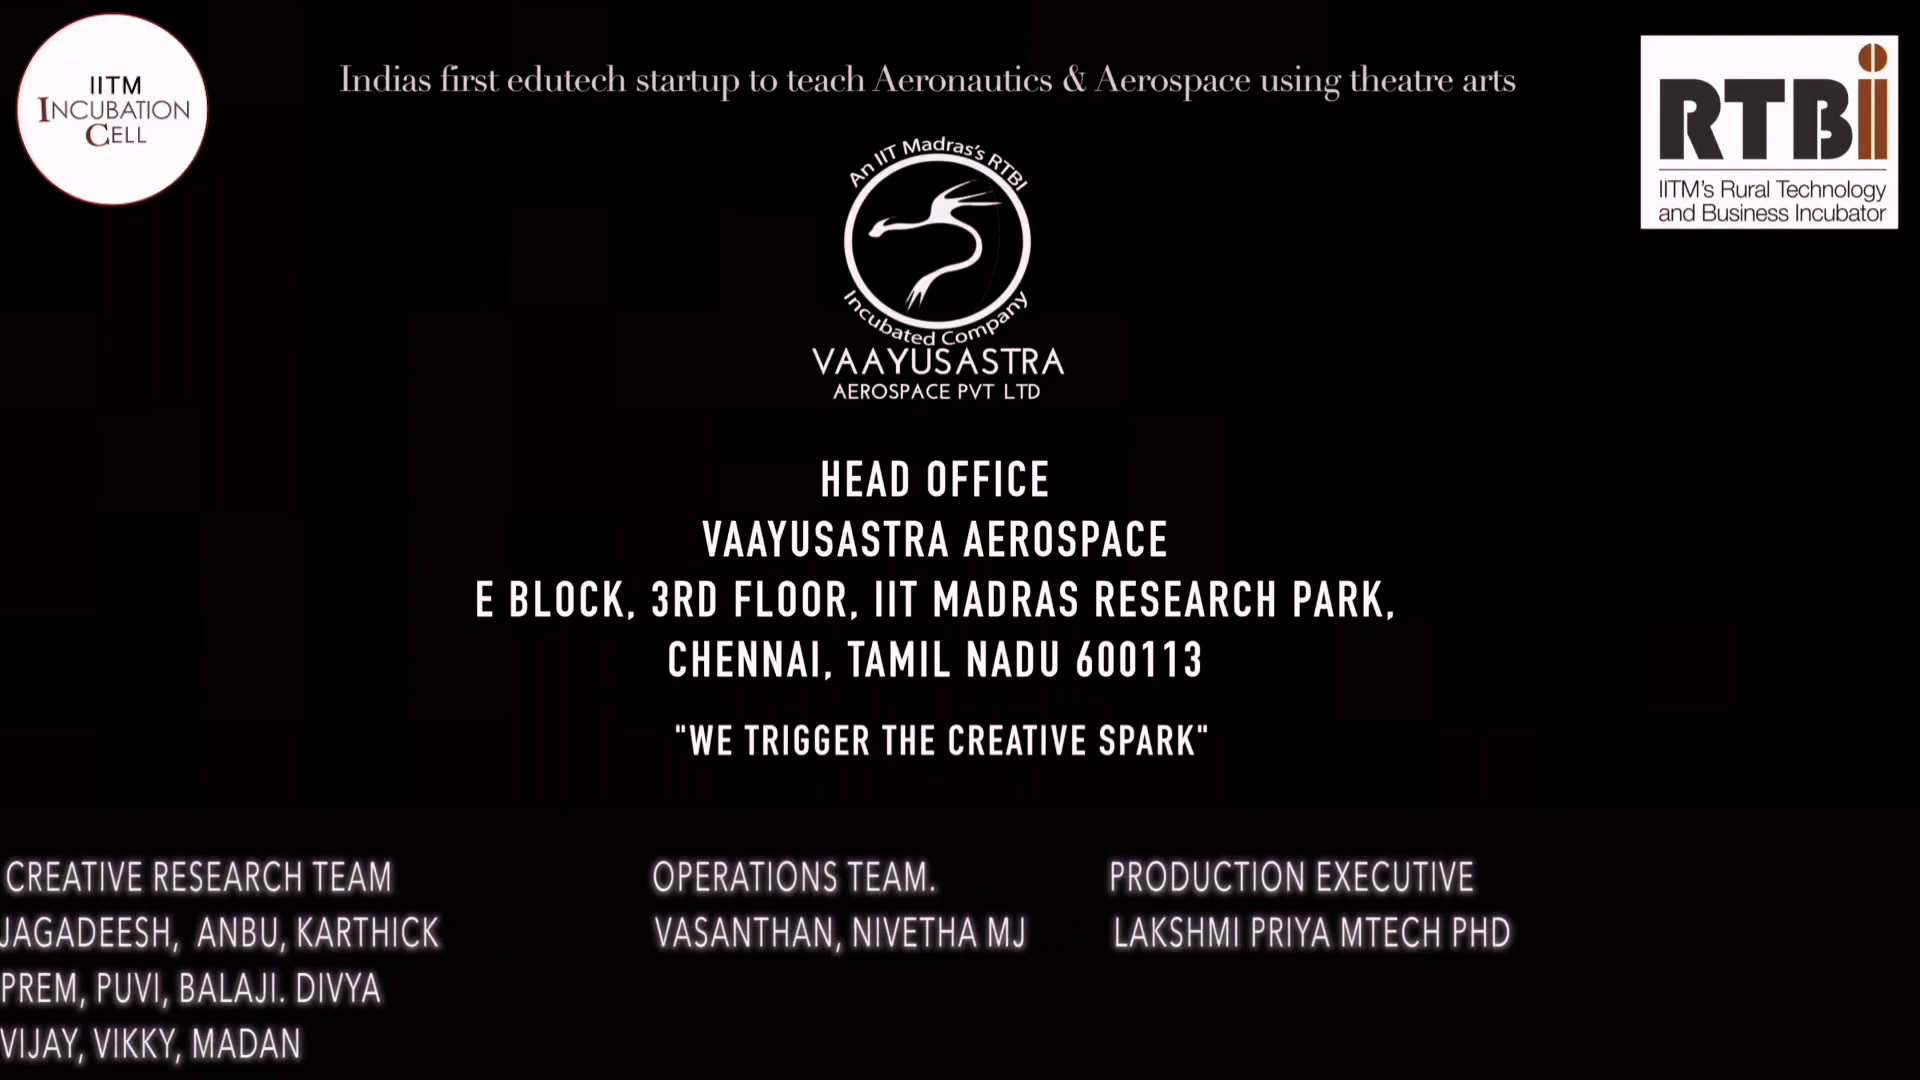 IITM
INCUBATION
CELL
Indias first edutech startup to teach Aeronautics & Aerospace using theatre arts
RTBi
IITM's Rural Technology
and Business Incubator
An IIT Madras's RTBI
Incubated Company
VAAYUSASTRA
AEROSPACE PVT LTD
HEAD OFFICE
VAAYUSASTRA AEROSPACE
E BLOCK, 3RD FLOOR, IIT MADRAS RESEARCH PARK,
CHENNAI, TAMIL NADU 600113
"WE TRIGGER THE CREATIVE SPARK"
CREATIVE RESEARCH TEAM
JAGADEESH, ANBU, KARTHICK
PREM, PUVI, BALAJI. DIVYA
VIJAY, VIKKY, MADAN
OPERATIONS TEAM.
VASANTHAN, NIVETHA MJ
PRODUCTION EXECUTIVE
LAKSHMI PRIYA MTECH PHD